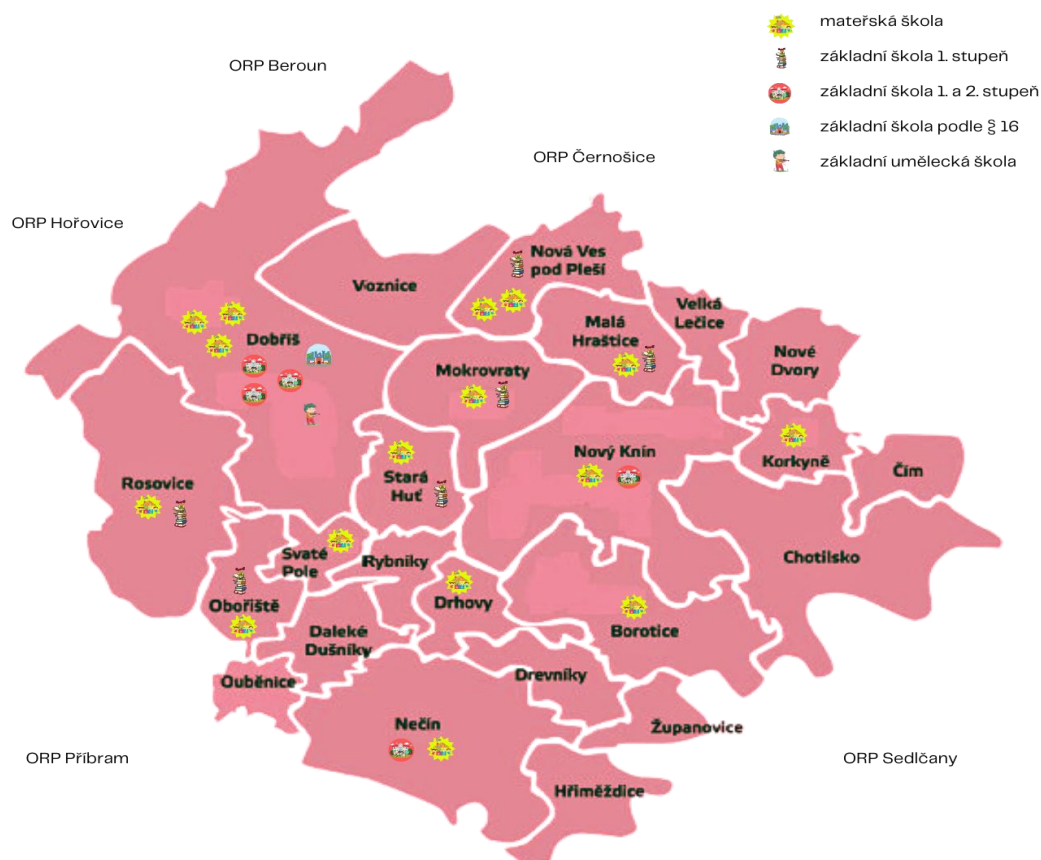 mateřská škola
základní škola 1. stupeň
základní škola 1. a 2. stupeň
základní škola podle § 16
základní umělecká škola
ORP Beroun
ORP Černošice
ORP Hořovice
Nová Ves
pod Pleší
Voznice
Velká
Lečice
Malá
Hraštice
Dobříš
Nové
Dvory
Mokrovraty
Nový Knín
Korkyně
Čím
Stará
Huť
Rosovice
Svaté
Pole
Rybníky
Chotilsko
Obořiště
Drhovy
Daleké
Dušníky
Borotice
Ouběnice
Drevníky
Nečín
Županovice
ORP Příbram
ORP Sedlčany
Hřiměždice